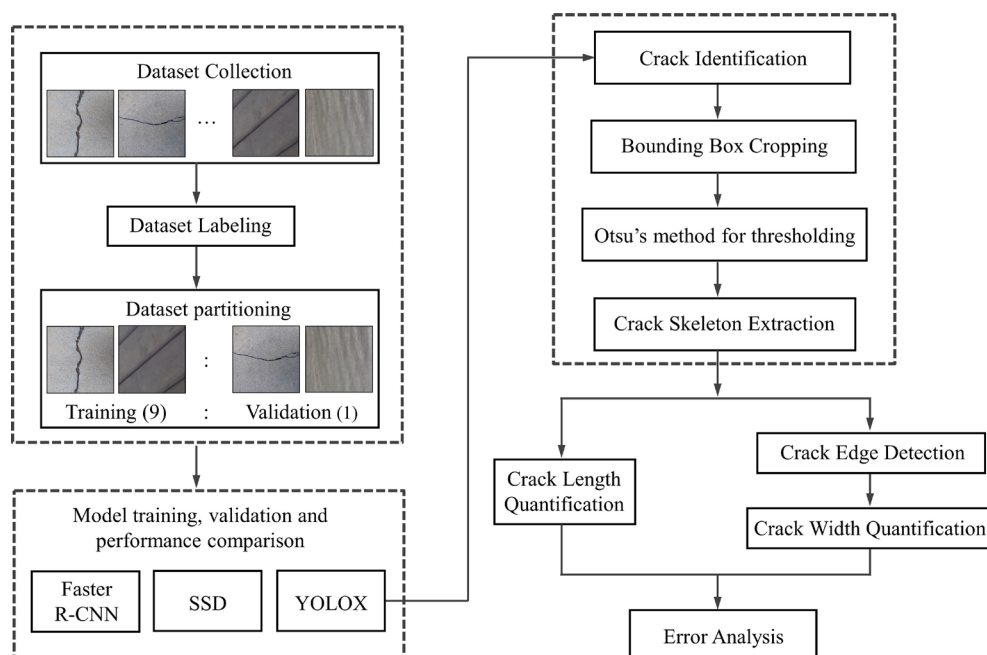 Dataset Collection
...
Dataset Labeling
Dataset partitioning
:
Training (9) : Validation (1)
Model training, validation and
performance comparison
Faster
R-CNN
SSD
YOLOX
Crack Identification
Bounding Box Cropping
Otsu's method for thresholding
Crack Skeleton Extraction
Crack Length
Quantification
Crack Edge Detection
Crack Width Quantification
Error Analysis